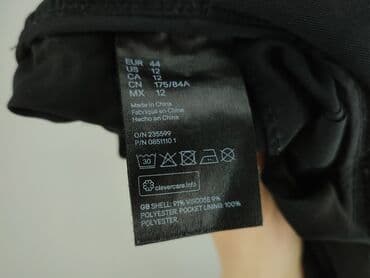 EUR 44
US 12
CA 12
CN 175/84A
MX 12
Made in China
Fabriqué en Chine
Hecho en China
O/N 235599
P/N 0851110 1
30
clevercare.info
GB SHELL: 91% VISCOSE 9%
POLYESTER. POCKET LINING: 100%
POLYESTER